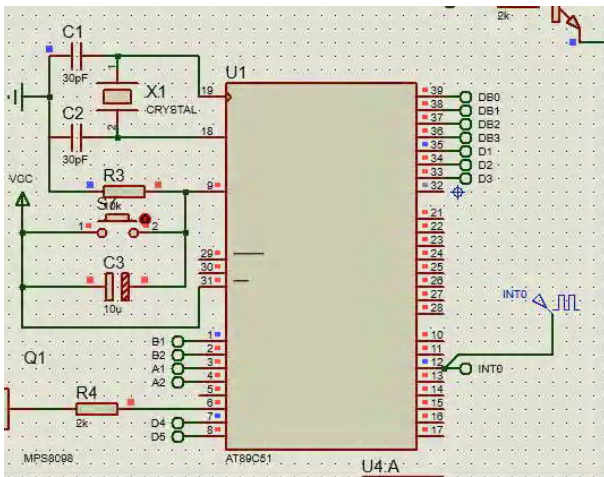 2k
C1
30pF
1
X1
CRYSTAL
2
C2
30pF
VCC
R3
10k
1
2
C3
10u
Q1
R4
2k
MPS8098
U1
19
18
9
29
30
31
B1 1
B2 2
A1 3
A2 4
5
6
D4 7
D5 8
AT89C51
39 DB0
38 DB1
37 DB2
36 DB3
35 D1
34 D2
33 D3
32
21
22
23
24
25
26
27
28
10
11
12 INT0
13
14
15
16
17
INT0
U4:A